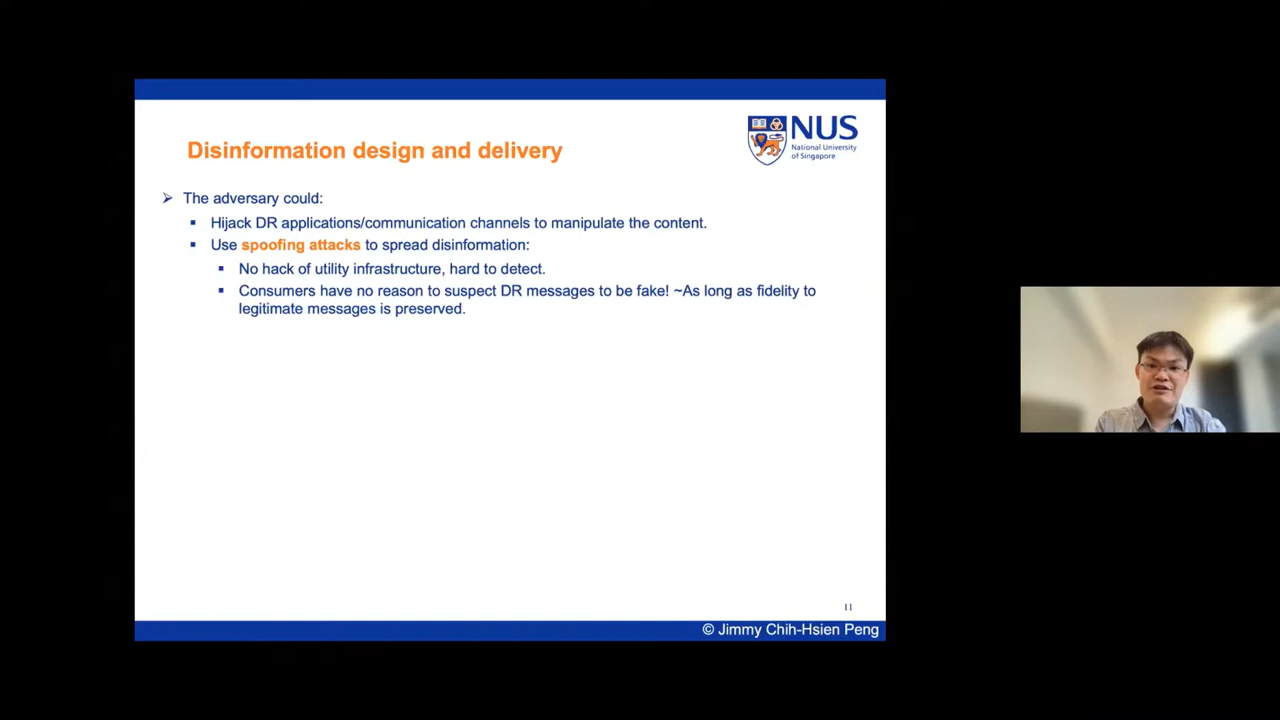 NUS
National University
of Singapore
Disinformation design and delivery
➢ The adversary could:
▪ Hijack DR applications/communication channels to manipulate the content.
▪ Use spoofing attacks to spread disinformation:
▪ No hack of utility infrastructure, hard to detect.
▪ Consumers have no reason to suspect DR messages to be fake! ~As long as fidelity to
legitimate messages is preserved.
11
© Jimmy Chih-Hsien Peng